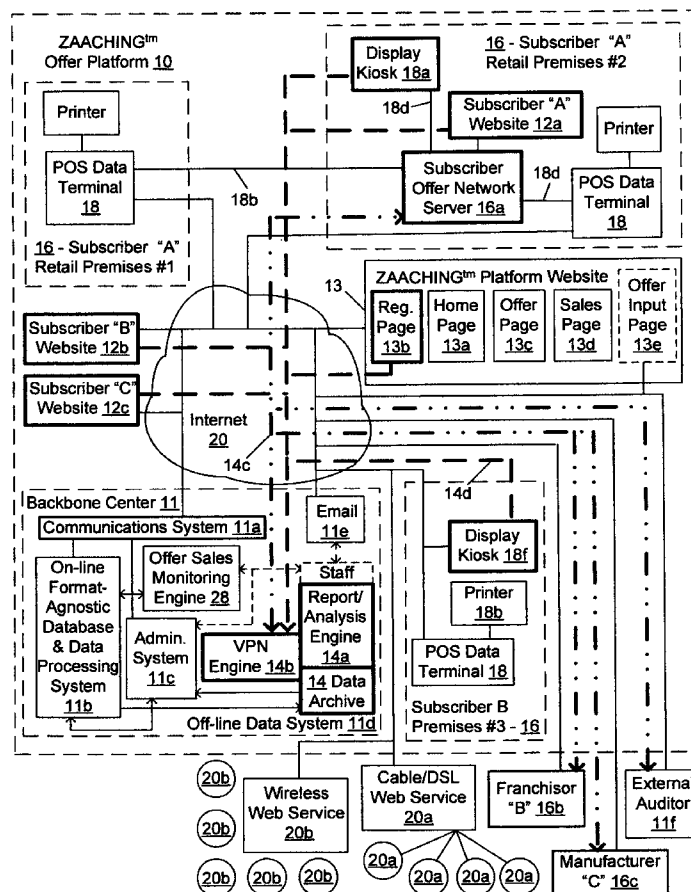 ZAACHING™
Offer Platform 10
Printer
POS Data
Terminal
18
16 - Subscriber “A”
Retail Premises #1
18b
Display
Kiosk 18a
16 - Subscriber “A”
Retail Premises #2
18d
Subscriber “A”
Website 12a
Printer
Subscriber
Offer Network
Server 16a
18d
POS Data
Terminal
18
13
ZAACHING™ Platform Website
Reg.
Page
13b
Home
Page
13a
Offer
Page
13c
Sales
Page
13d
Offer
Input
Page
13e
Subscriber “B”
Website 12b
Subscriber “C”
Website 12c
Internet
20
14c
14d
Backbone Center 11
Communications System 11a
Email
11e
On-line
Format-
Agnostic
Database
& Data
Processing
System
11b
Offer Sales
Monitoring
Engine 28
Admin.
System
11c
Staff
Report/
Analysis
Engine
14a
VPN
Engine 14b
14 Data
Archive
Off-line Data System 11d
Display
Kiosk 18f
Printer
18b
POS Data
Terminal 18
Subscriber B
Premises #3 - 16
20b
20b
20b
20b
20b
Wireless
Web Service
20b
Cable/DSL
Web Service
20a
20a
20a
20a
20a
Franchisor
“B” 16b
External
Auditor
11f
Manufacturer
“C” 16c